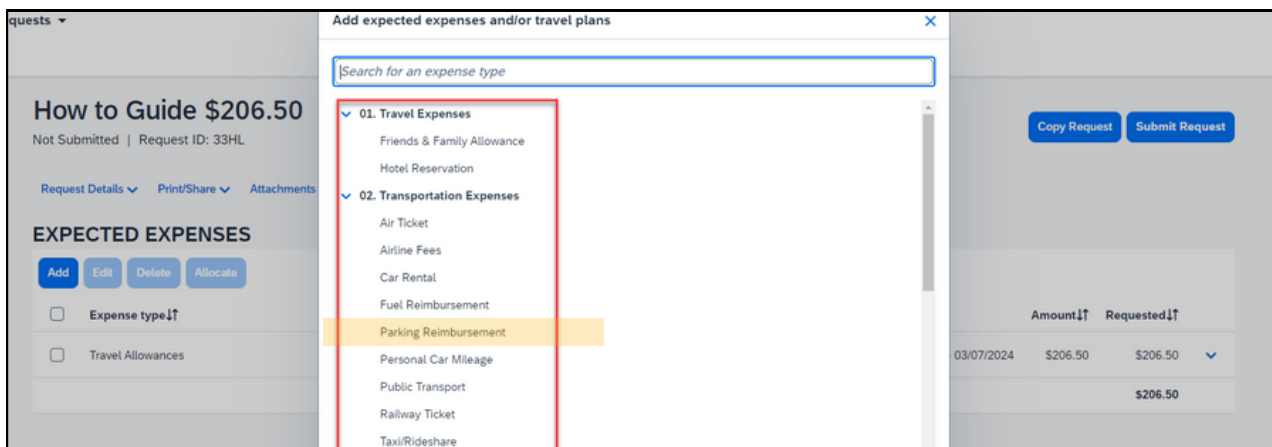 quests
Add expected expenses and/or travel plans
Search for an expense type
How to Guide $206.50
Not Submitted | Request ID: 33HL
Copy Request
Submit Request
Request Details
Print/Share
Attachments
01. Travel Expenses
Friends & Family Allowance
Hotel Reservation
02. Transportation Expenses
Air Ticket
Airline Fees
Car Rental
Fuel Reimbursement
Parking Reimbursement
Personal Car Mileage
Public Transport
Railway Ticket
Taxi/Rideshare
EXPECTED EXPENSES
Add Edit Delete Allocate
Expense type Amount Requested
Travel Allowances 03/07/2024 $206.50 $206.50
$206.50